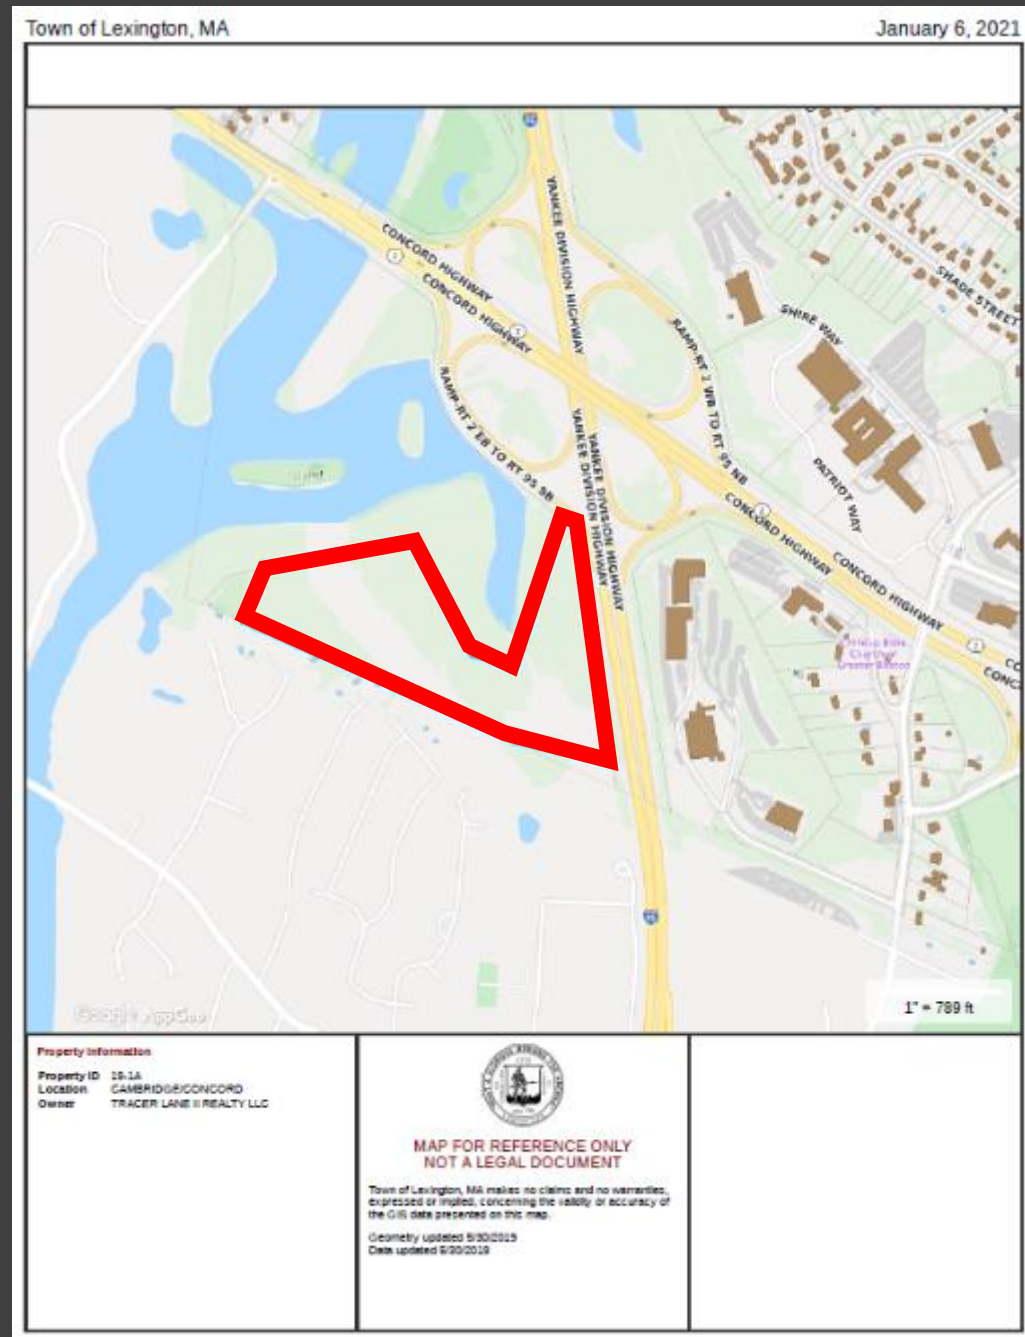 Town of Lexington, MA
January 6, 2021
YANKEE DIVISION HIGHWAY
CONCORD HIGHWAY
CONCORD HIGHWAY
SHADE STREET
SHIRE WAY
RAMP-RT 2 WB TO RT 95 NB
RAMP-RT 2 EB TO RT 95 SB
YANKEE DIVISION HIGHWAY
YANKEE DIVISION HIGHWAY
PATRIOT WAY
CONCORD HIGHWAY
CONCORD HIGHWAY
Greater Boston
1" = 789 ft
Google AppGeo
Property Information
Property ID 19-1A
Location CAMBRIDGE/CONCORD
Owner TRACER LANE II REALTY LLC
MAP FOR REFERENCE ONLY
NOT A LEGAL DOCUMENT
Town of Lexington, MA makes no claims and no warranties,
expressed or implied, concerning the validity or accuracy of
the GIS data presented on this map.
Geometry updated 5/30/2019
Data updated 5/30/2019